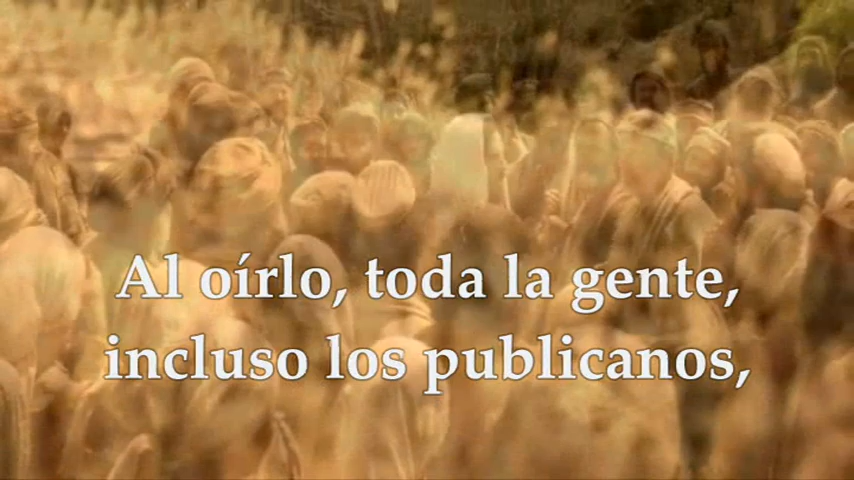 Al oírlo, toda la gente,
incluso los publicanos,